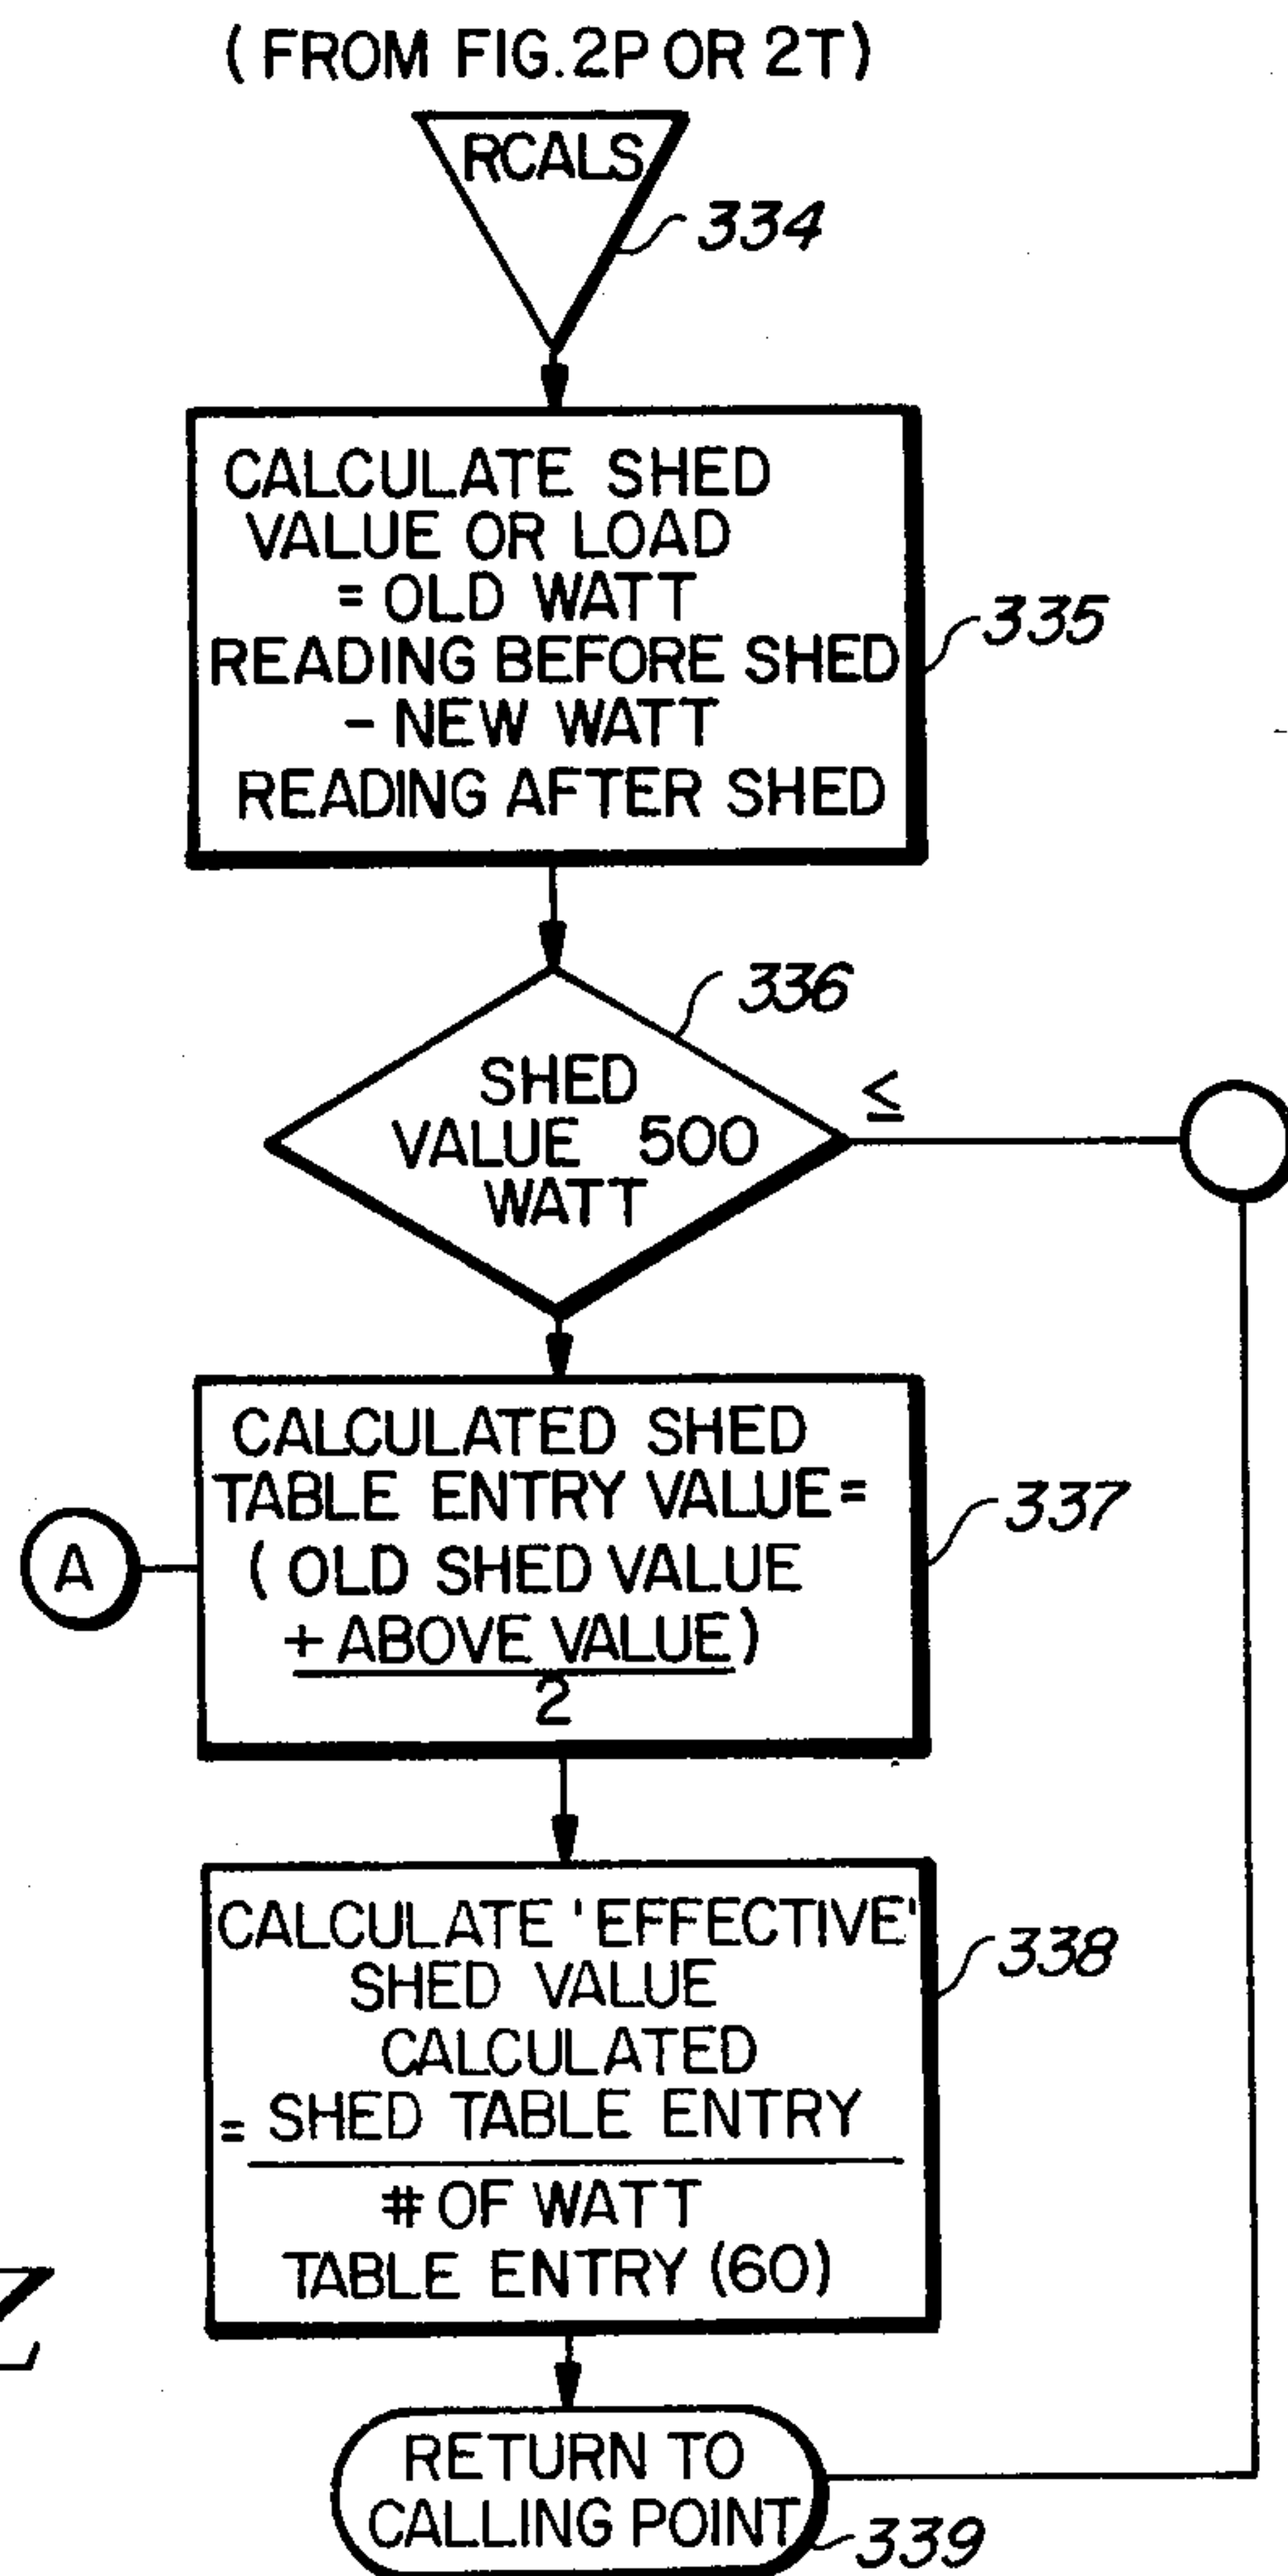 (FROM FIG. 2P OR 2T)
RCALS
334
CALCULATE SHED
VALUE OR LOAD
= OLD WATT
READING BEFORE SHED
- NEW WATT
READING AFTER SHED
335
336
SHED
VALUE 500
WATT
≤
CALCULATED SHED
TABLE ENTRY VALUE =
(OLD SHED VALUE
+ ABOVE VALUE)
2
337
A
CALCULATE 'EFFECTIVE'
SHED VALUE
CALCULATED
= SHED TABLE ENTRY
# OF WATT
TABLE ENTRY (60)
338
Z
RETURN TO
CALLING POINT
339